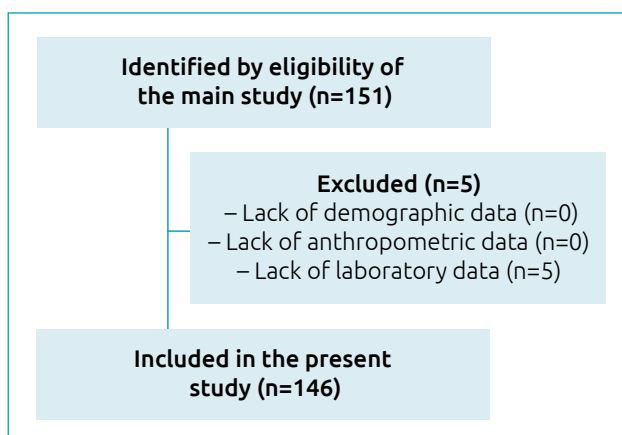 Identified by eligibility of
the main study (n=151)
Excluded (n=5)
– Lack of demographic data (n=0)
– Lack of anthropometric data (n=0)
– Lack of laboratory data (n=5)
Included in the present
study (n=146)